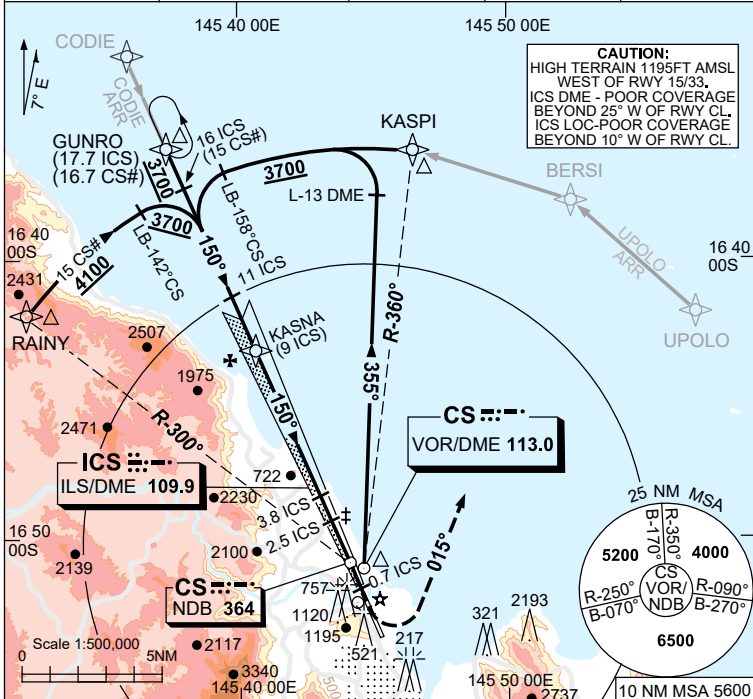 145 40 00E
145 50 00E
CODIE
CODIE ARR
7° E
CAUTION:
HIGH TERRAIN 1195FT AMSL
WEST OF RWY 15/33.
ICS DME - POOR COVERAGE
BEYOND 25° W OF RWY CL.
ICS LOC-POOR COVERAGE
BEYOND 10° W OF RWY CL.
GUNRO
(17.7 ICS)
(16.7 CS#)
3700
16 ICS
(15 CS#)
KASPI
3700
L-13 DME
BERSI
UPOLO ARR
UPOLO
LB-158°CS
3700
LB-142°CS
15 CS#
4100
150°
11 ICS
16 40
00S
16 40
00S
2431
RAINY
2507
KASNA
(9 ICS)
R-360°
355°
1975
150°
R-300°
2471
CS
VOR/DME 113.0
ICS
ILS/DME 109.9
722
2230
3.8 ICS
2.5 ICS
16 50
00S
2139
2100
015°
0.7 ICS
CS
NDB 364
757
1120
1195
521
217
321
2193
25 NM MSA
5200
4000
6500
R-350°
B-170°
R-250°
B-070°
R-090°
B-270°
CS
VOR/
NDB
Scale 1:500,000
0
5NM
2117
3340
145 40 00E
5000
145 50 00E
2737
10 NM MSA 5600